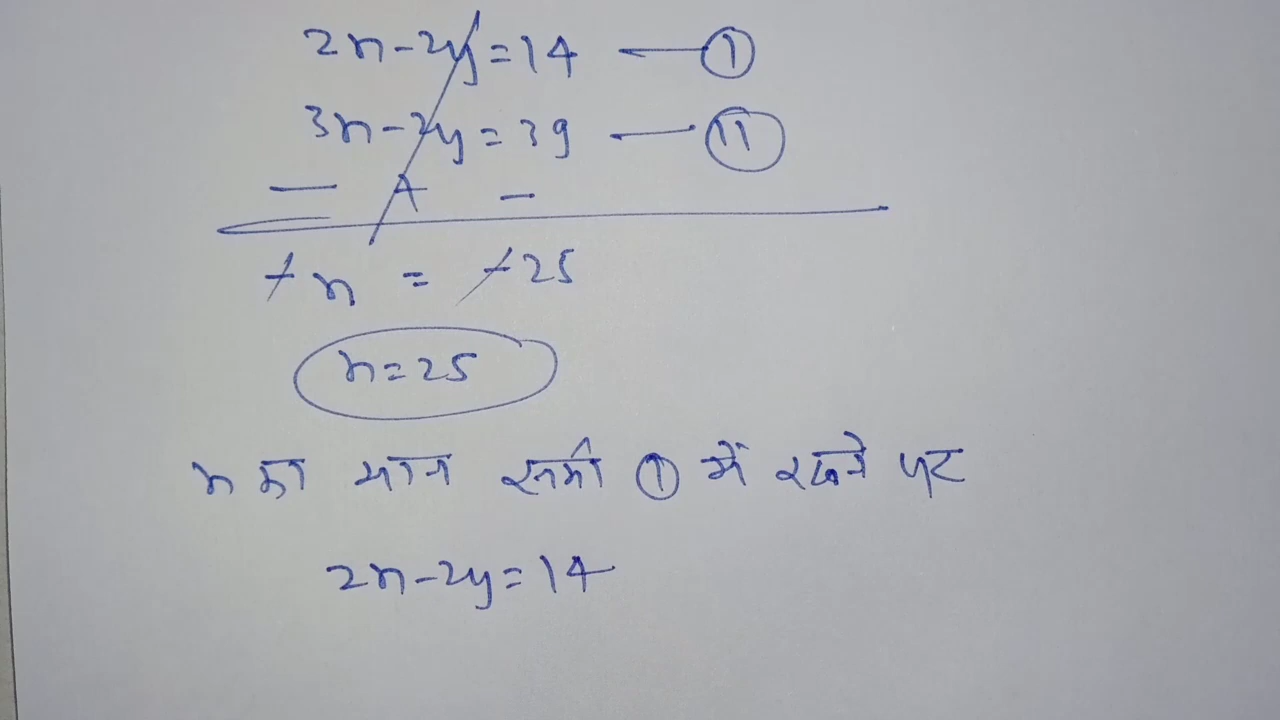 2x-2y=14 — ①
3x-2y=39 — ⑪
— + —
-x = -25
x=25
x का मान समी ① में रखने पर
2x-2y=14